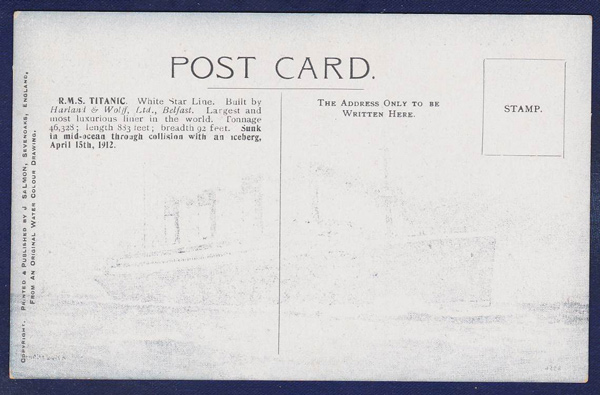 POST CARD.
R.M.S. TITANIC. White Star Line. Built by
Harland & Wolff, Ltd., Belfast. Largest and
most luxurious liner in the world. Tonnage
46,328; length 883 feet; breadth 92 feet. Sunk
in mid-ocean through collision with an iceberg,
April 15th, 1912.
THE ADDRESS ONLY TO BE
WRITTEN HERE.
STAMP.
COPYRIGHT. PRINTED & PUBLISHED BY J. SALMON, SEVENOAKS, ENGLAND,
FROM AN ORIGINAL WATER COLOUR DRAWING.